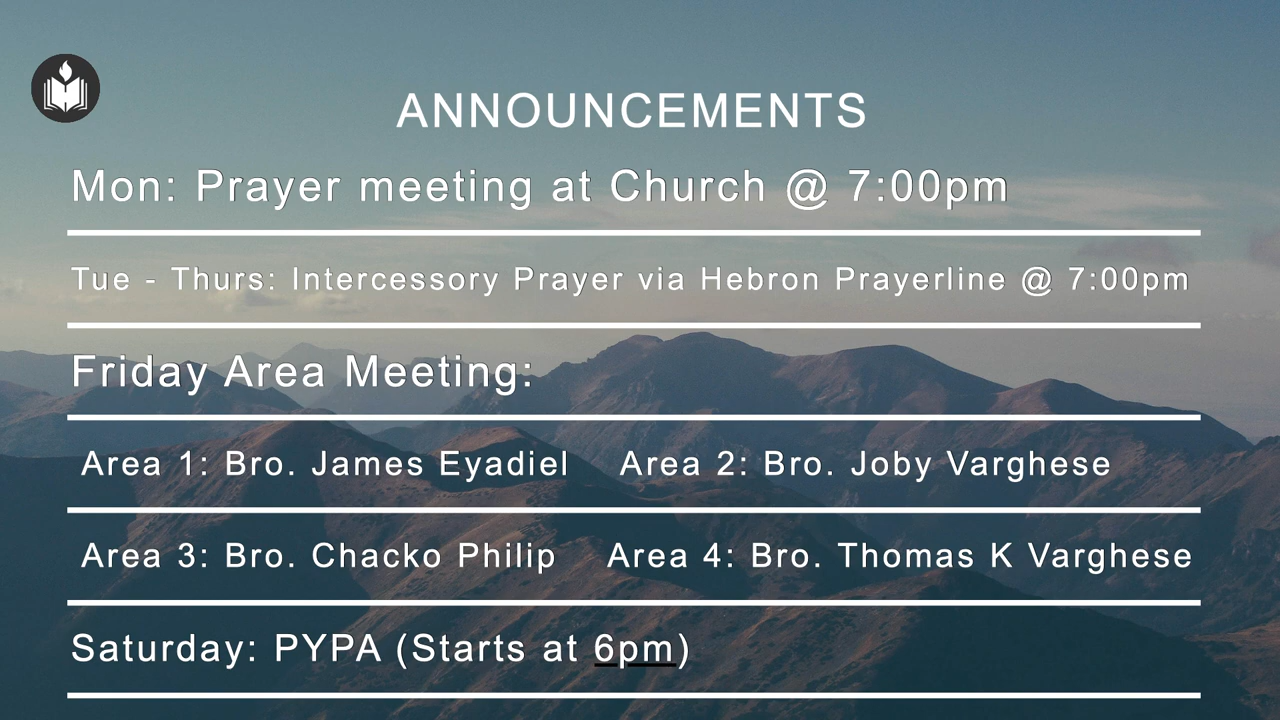 ANNOUNCEMENTS
Mon: Prayer meeting at Church @ 7:00pm
Tue - Thurs: Intercessory Prayer via Hebron Prayerline @ 7:00pm
Friday Area Meeting:
Area 1: Bro. James Eyadiel Area 2: Bro. Joby Varghese
Area 3: Bro. Chacko Philip Area 4: Bro. Thomas K Varghese
Saturday: PYPA (Starts at 6pm)